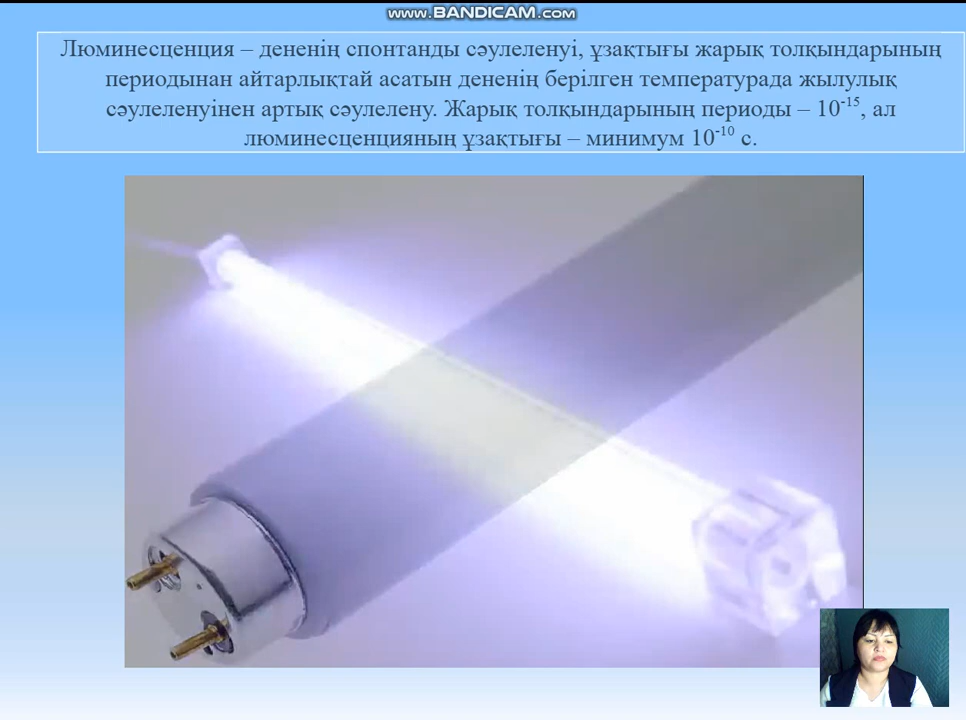 www.BANDICAM.com
Люминесценция – дененің спонтанды сәулеленуі, ұзақтығы жарық толқындарының
периодынан айтарлықтай асатын дененің берілген температурада жылулық
сәулеленуінен артық сәулелену. Жарық толқындарының периоды – 10⁻¹⁵, ал
люминесценцияның ұзақтығы – минимум 10⁻¹⁰ с.